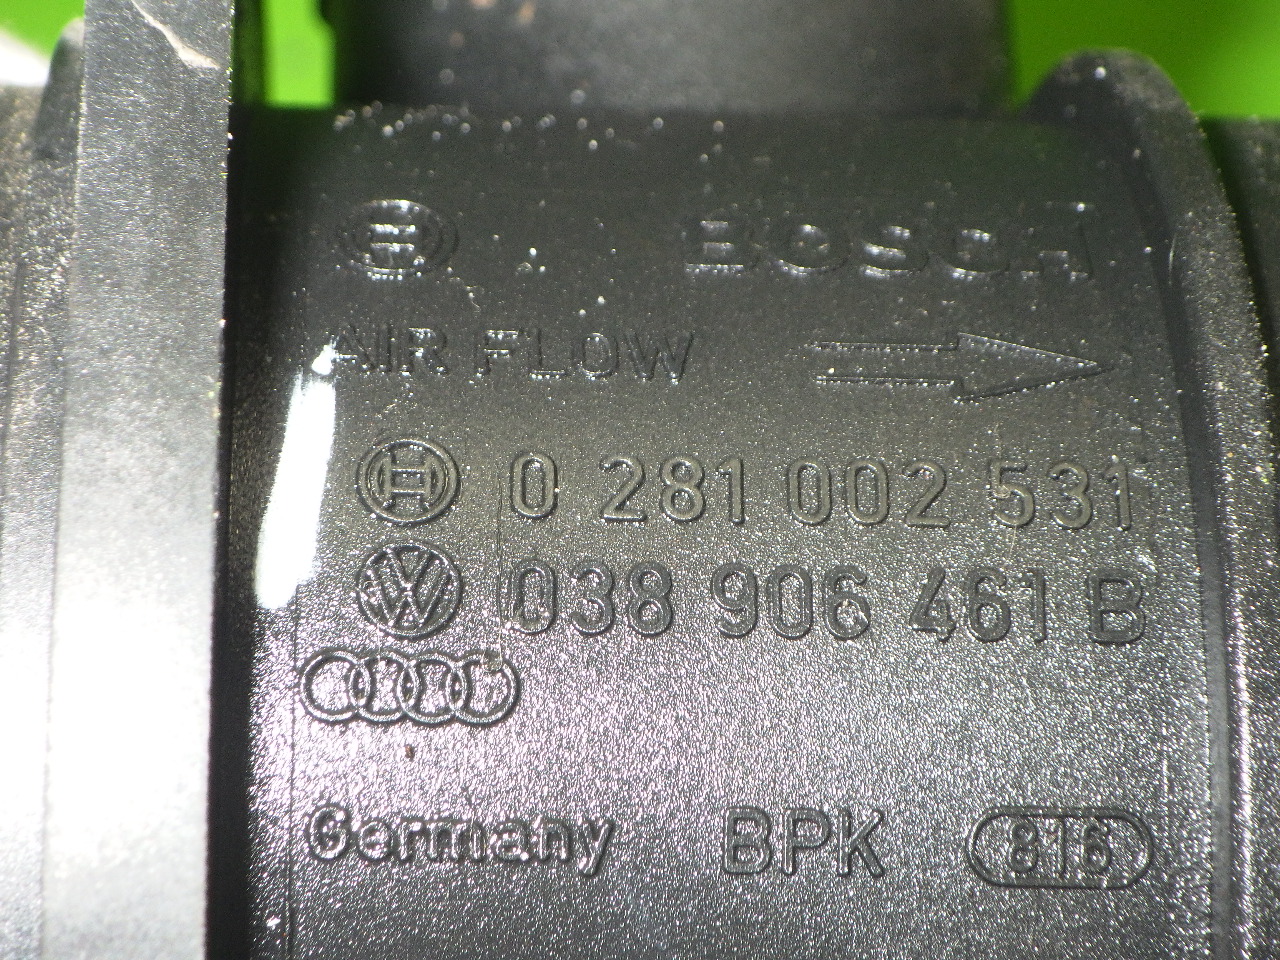 BOSCH
AIR FLOW
0 281 002 531
038 906 461 B
Germany BPK 816